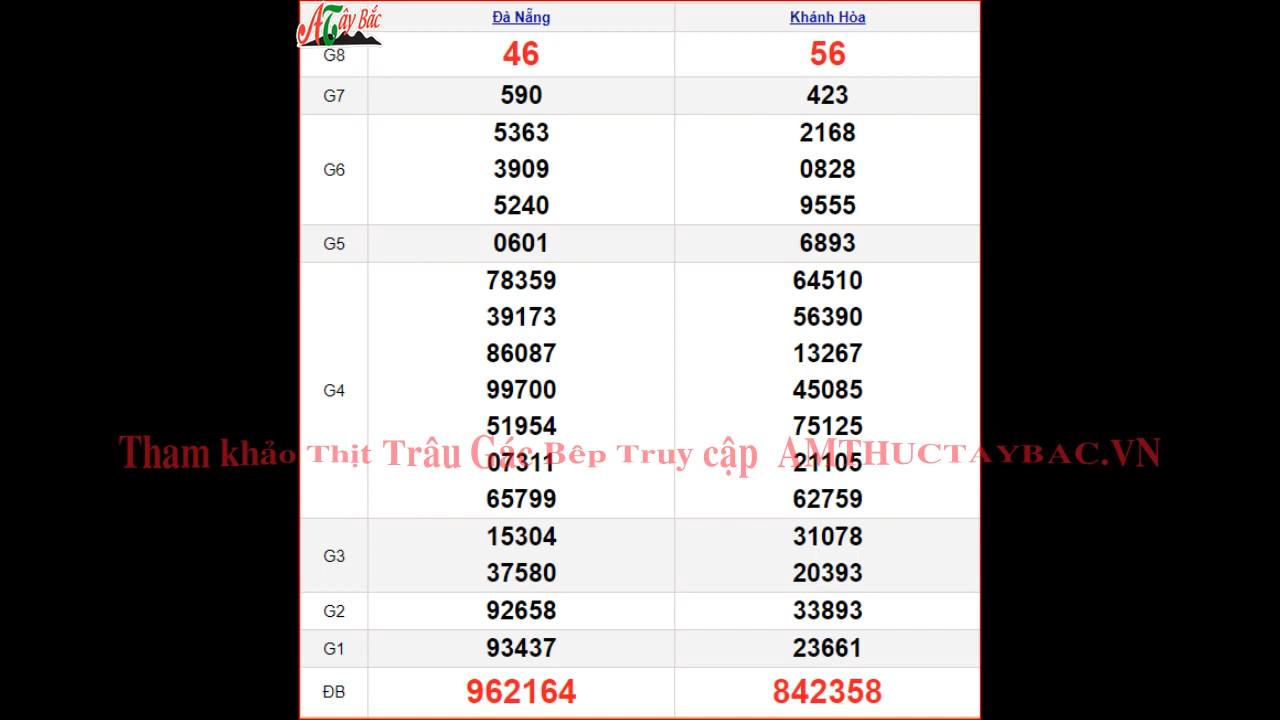 ATây Bắc
Đà Nẵng Khánh Hòa
G8 46 56
G7 590 423
5363 2168
G6 3909 0828
5240 9555
G5 0601 6893
78359 64510
39173 56390
86087 13267
G4 99700 45085
51954 75125
Tham khảo Thịt Trâu Gác Bếp Truy cập AMTHUCTAYBAC.VN
07311 21105
65799 62759
15304 31078
G3
37580 20393
G2 92658 33893
G1 93437 23661
ĐB 962164 842358